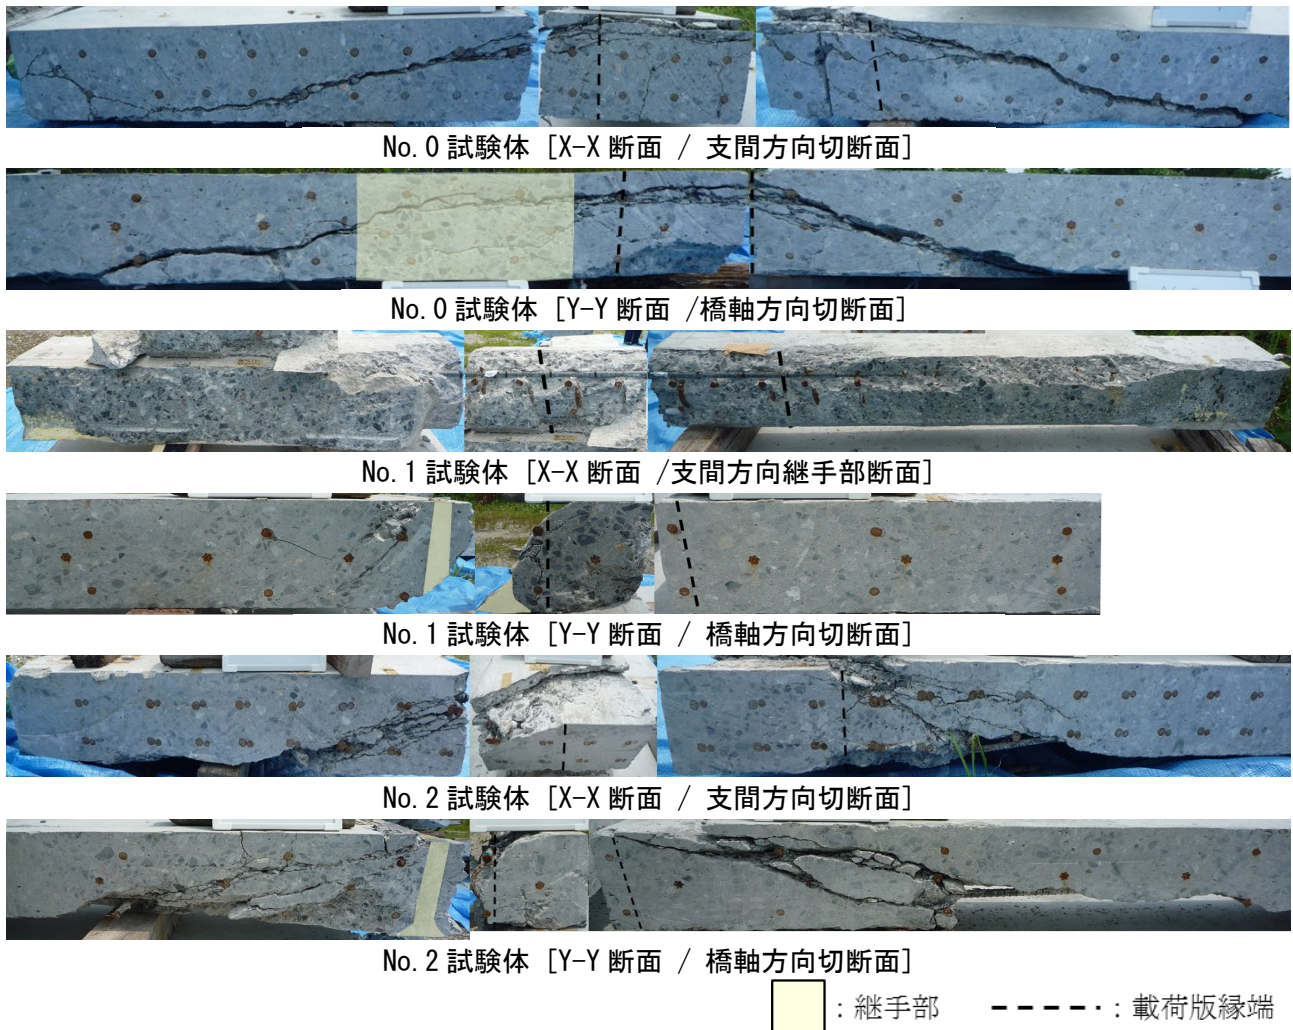 No.0 試験体 [X-X 断面 / 支間方向切断面]
No.0 試験体 [Y-Y 断面 /橋軸方向切断面]
No.1 試験体 [X-X 断面 /支間方向継手部断面]
No.1 試験体 [Y-Y 断面 / 橋軸方向切断面]
No.2 試験体 [X-X 断面 / 支間方向切断面]
No.2 試験体 [Y-Y 断面 / 橋軸方向切断面]
：継手部
：載荷版縁端